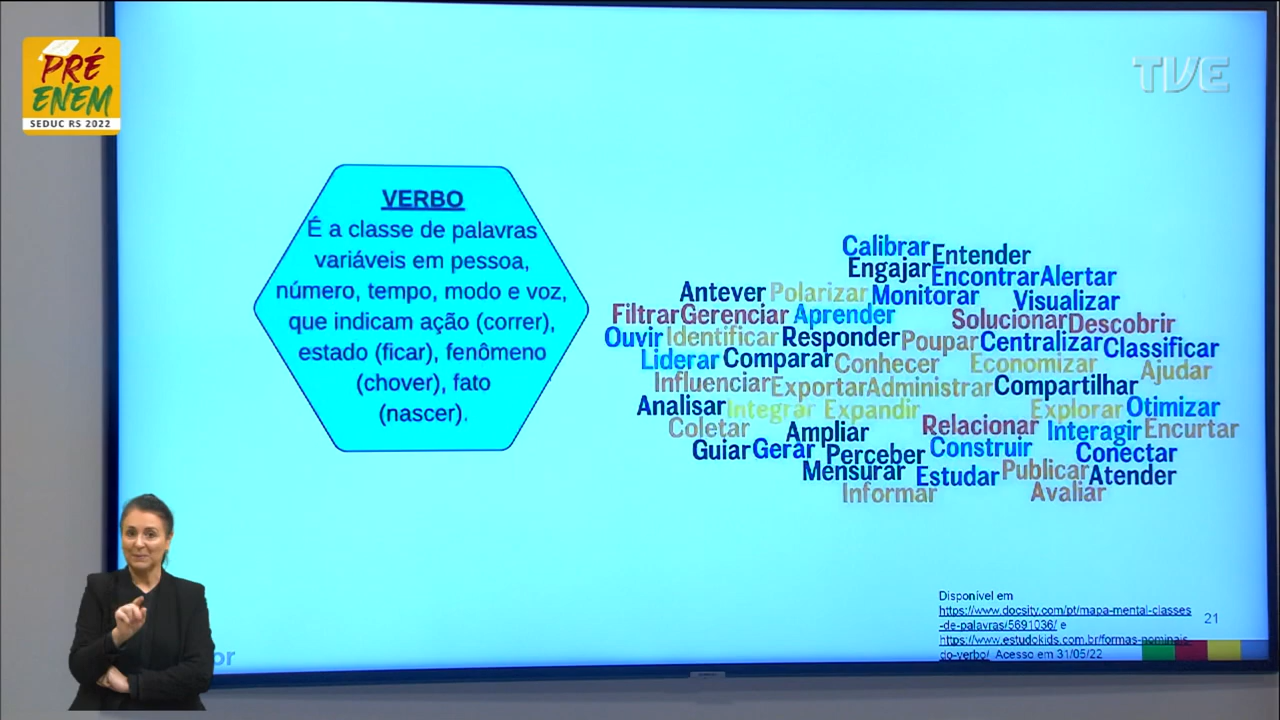 PRÉ
ENEM
SEDUC RS 2022
TVE
VERBO
É a classe de palavras
variáveis em pessoa,
número, tempo, modo e voz,
que indicam ação (correr),
estado (ficar), fenômeno
(chover), fato
(nascer).
Calibrar Entender
Engajar Encontrar Alertar
Antever Polarizar Monitorar Visualizar
Filtrar Gerenciar Aprender Solucionar Descobrir
Ouvir Identificar Responder Poupar Centralizar Classificar
Liderar Comparar Conhecer Economizar Ajudar
Influenciar Exportar Administrar Compartilhar
Analisar Integrar Expandir Explorar Otimizar
Coletar Ampliar Relacionar Interagir Encurtar
Guiar Gerar Perceber Construir Conectar
Mensurar Estudar Publicar Atender
Informar Avaliar
Disponível em
https://www.docsity.com/pt/mapa-mental-classes
-de-palavras/5691036/ e
https://www.estudokids.com.br/formas-nominais-
do-verbo/ Acesso em 31/05/22
21